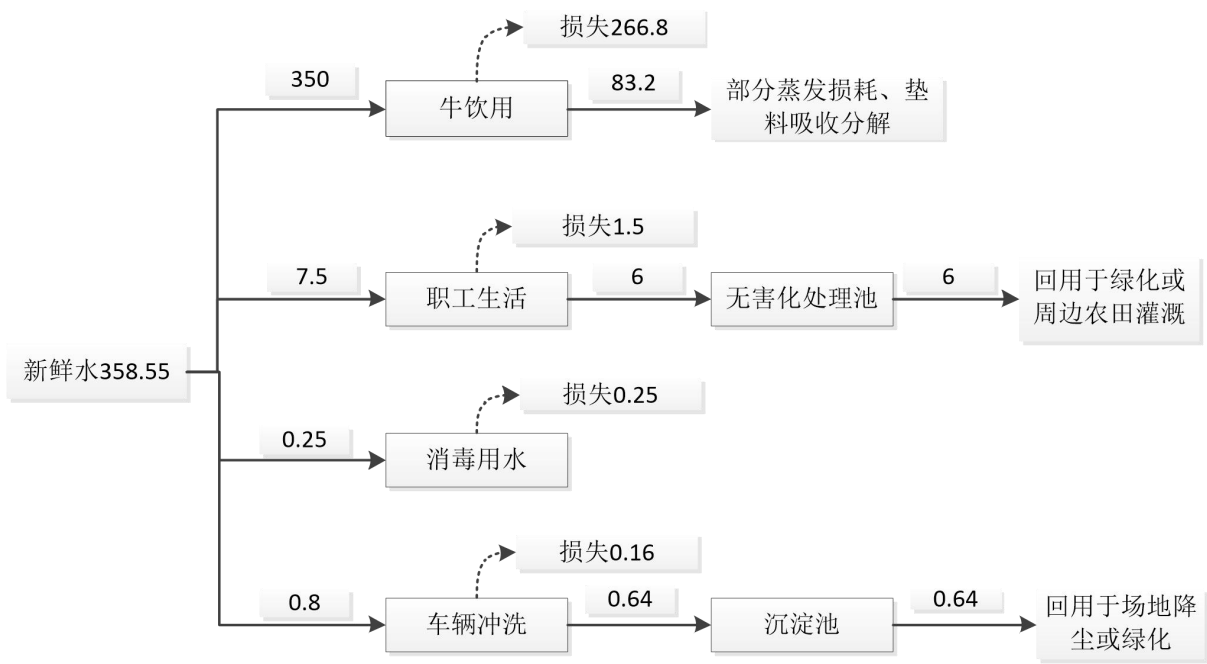 损失266.8
350
牛饮用
83.2
部分蒸发损耗、垫
料吸收分解
损失1.5
7.5
职工生活
6
无害化处理池
6
回用于绿化或
周边农田灌溉
新鲜水358.55
损失0.25
0.25
消毒用水
损失0.16
0.8
车辆冲洗
0.64
沉淀池
0.64
回用于场地降
尘或绿化